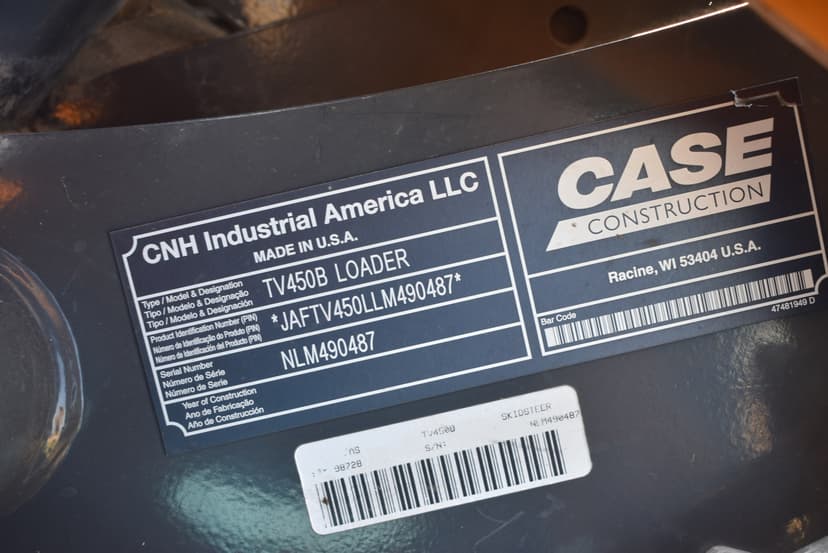 CNH Industrial America LLC
MADE IN U.S.A.
Type / Model & Designation
Tipo / Modelo & Designação
Tipo / Modelo & Designación
TV450B LOADER
Product Identification Number (PIN)
Número de Identificação do Produto (PIN)
Número de Identificación del Producto (PIN)
*JAFTV450LLM490487*
Serial Number
Número de Série
Número de Serie
NLM490487
Year of Construction
Ano de Fabricação
Año de Construcción
CASE
CONSTRUCTION
Racine, WI 53404 U.S.A.
Bar Code
47481949 D
TV450B SKIDSTEER
98728 S/N: NLM490487